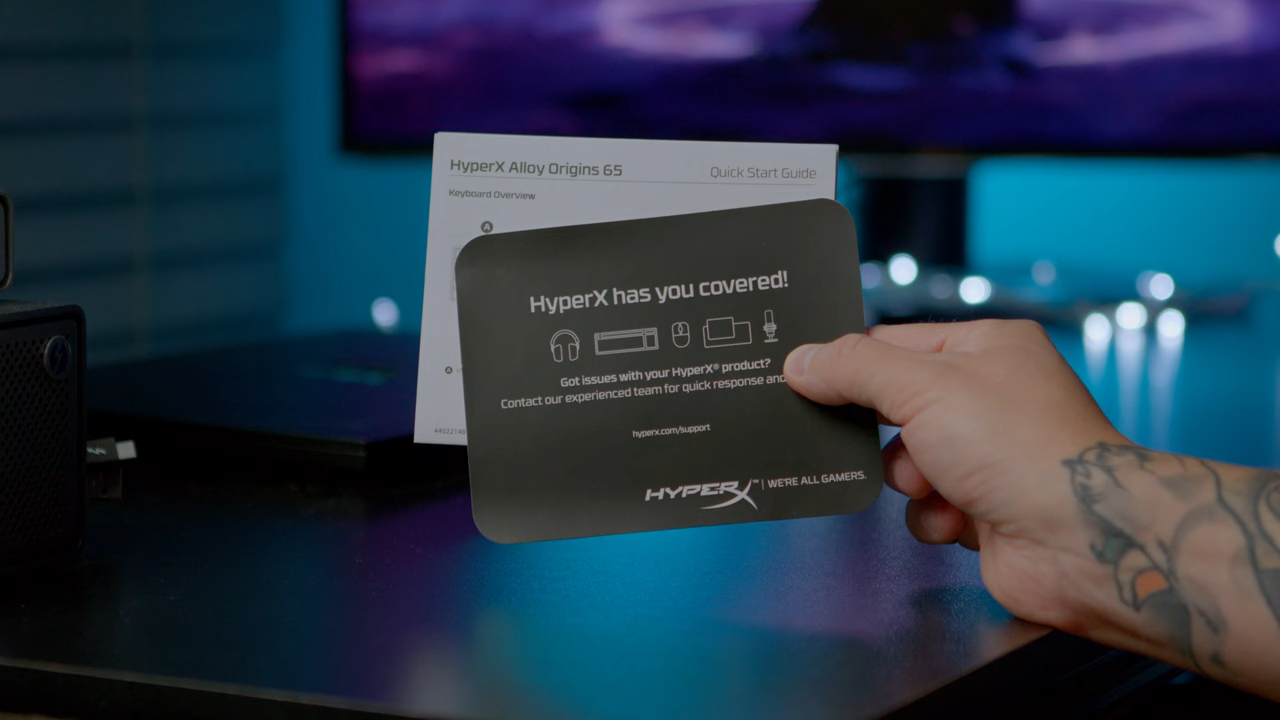 HyperX Alloy Origins 65
Quick Start Guide
Keyboard Overview
A
HyperX has you covered!
Got issues with your HyperX® product?
Contact our experienced team for quick response and
hyperx.com/support
A
HYPERX™ | WE'RE ALL GAMERS.